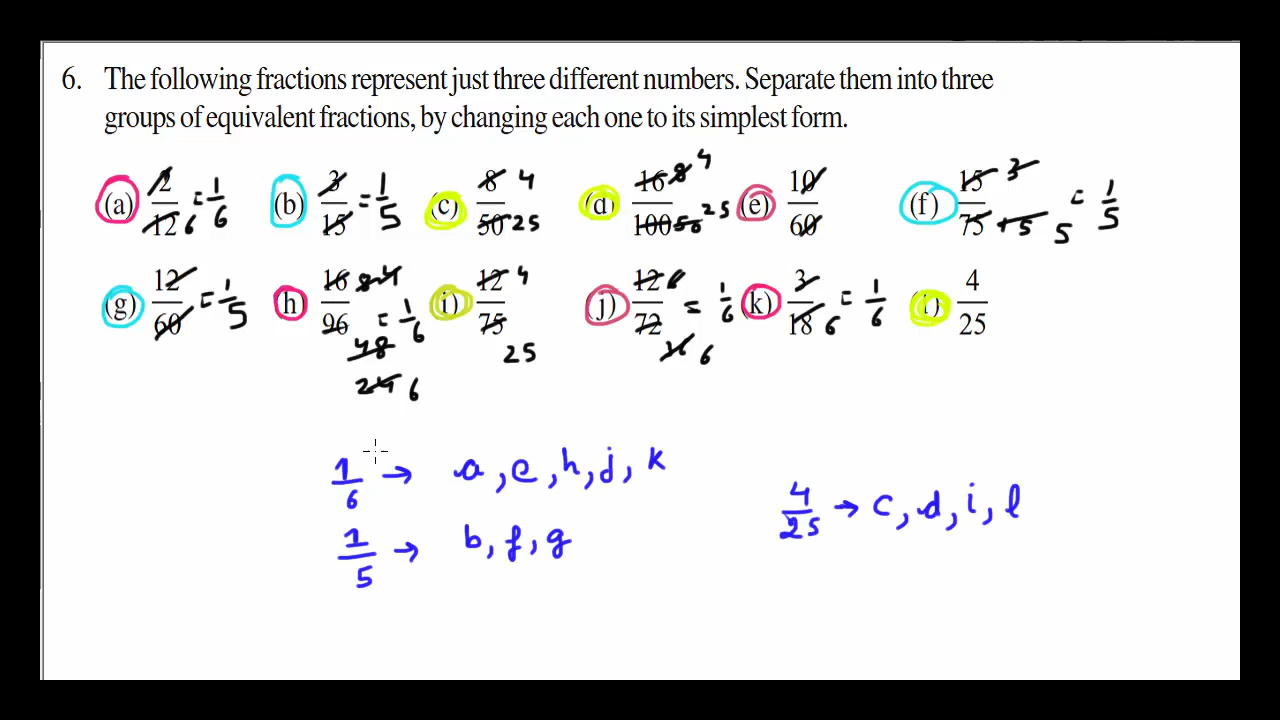 6. The following fractions represent just three different numbers. Separate them into three
groups of equivalent fractions, by changing each one to its simplest form.
(a) 2/12 6 = 1/6 (b) 3/15 = 1/5 (c) 8/50 4 25 (d) 16/100 8 50 4 25 (e) 10/60 (f) 15/75 3 15 5 = 1/5
(g) 12/60 = 1/5 (h) 16/96 8 4 48 24 6 = 1/6 (i) 12/75 4 25 (j) 12/72 6 = 1/6 (k) 3/18 6 = 1/6 4/25
1/6 → a, e, h, j, k
4/25 → c, d, i, l
1/5 → b, f, g